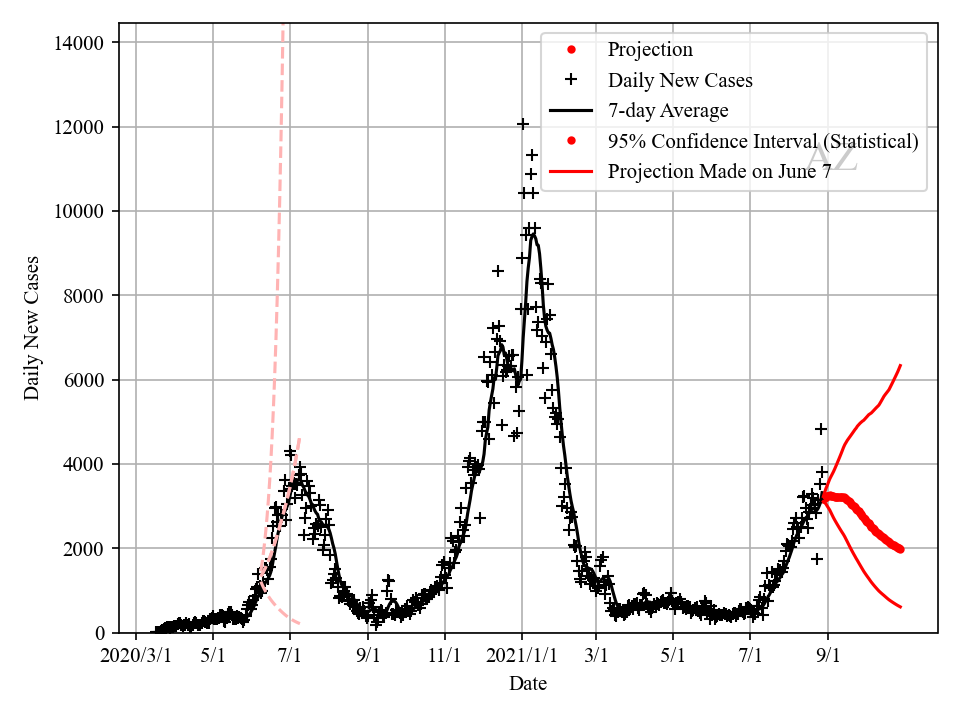 14000
12000
10000
8000
6000
4000
2000
0
Daily New Cases
Projection
Daily New Cases
7-day Average
95% Confidence Interval (Statistical)
Projection Made on June 7
AZ
2020/3/1 5/1 7/1 9/1 11/1 2021/1/1 3/1 5/1 7/1 9/1
Date